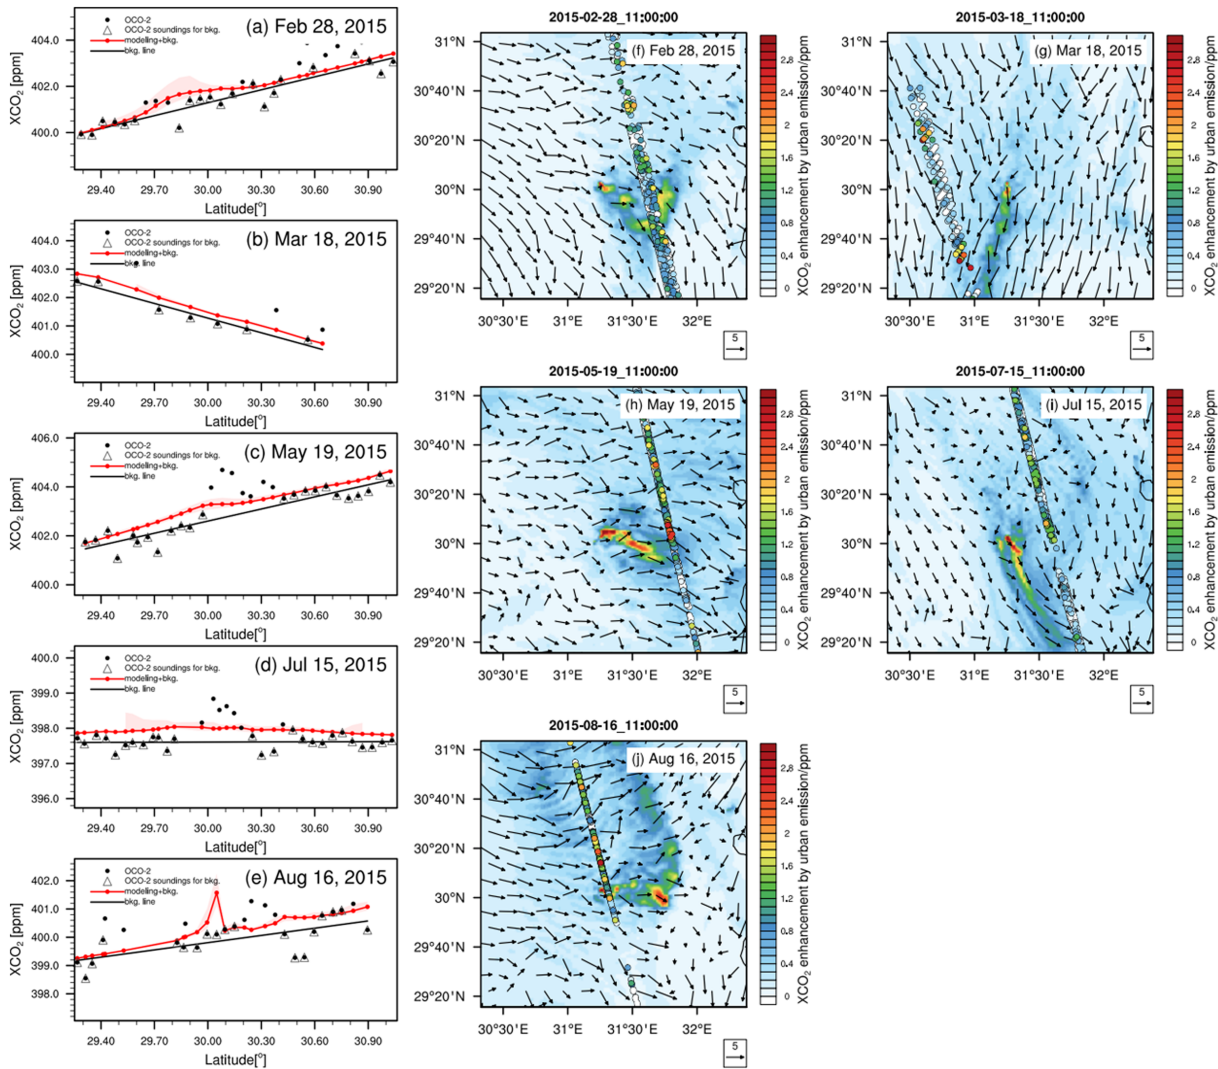 OCO-2
OCO-2 soundings for bkg.
modelling+bkg.
bkg. line
(a) Feb 28, 2015
XCO2 [ppm]
404.0
402.0
400.0
29.40 29.70 30.00 30.30 30.60 30.90
Latitude[o]
OCO-2
OCO-2 soundings for bkg.
modelling+bkg.
bkg. line
(b) Mar 18, 2015
XCO2 [ppm]
404.0
403.0
402.0
401.0
400.0
29.40 29.70 30.00 30.30 30.60 30.90
Latitude[o]
OCO-2
OCO-2 soundings for bkg.
modelling+bkg.
bkg. line
(c) May 19, 2015
XCO2 [ppm]
406.0
404.0
402.0
400.0
29.40 29.70 30.00 30.30 30.60 30.90
Latitude[o]
OCO-2
OCO-2 soundings for bkg.
modelling+bkg.
bkg. line
(d) Jul 15, 2015
XCO2 [ppm]
400.0
399.0
398.0
397.0
396.0
29.40 29.70 30.00 30.30 30.60 30.90
Latitude[o]
OCO-2
OCO-2 soundings for bkg.
modelling+bkg.
bkg. line
(e) Aug 16, 2015
XCO2 [ppm]
402.0
401.0
400.0
399.0
398.0
29.40 29.70 30.00 30.30 30.60 30.90
Latitude[o]
2015-02-28_11:00:00
(f) Feb 28, 2015
31°N
30°40'N
30°20'N
30°N
29°40'N
29°20'N
30°30'E 31°E 31°30'E 32°E
2.8
2.4
2
1.6
1.2
0.8
0.4
0
XCO2 enhancement by urban emission/ppm
5
2015-03-18_11:00:00
(g) Mar 18, 2015
31°N
30°40'N
30°20'N
30°N
29°40'N
29°20'N
30°30'E 31°E 31°30'E 32°E
2.8
2.4
2
1.6
1.2
0.8
0.4
0
XCO2 enhancement by urban emission/ppm
5
2015-05-19_11:00:00
(h) May 19, 2015
31°N
30°40'N
30°20'N
30°N
29°40'N
29°20'N
30°30'E 31°E 31°30'E 32°E
2.8
2.4
2
1.6
1.2
0.8
0.4
0
XCO2 enhancement by urban emission/ppm
5
2015-07-15_11:00:00
(i) Jul 15, 2015
31°N
30°40'N
30°20'N
30°N
29°40'N
29°20'N
30°30'E 31°E 31°30'E 32°E
2.8
2.4
2
1.6
1.2
0.8
0.4
0
XCO2 enhancement by urban emission/ppm
5
2015-08-16_11:00:00
(j) Aug 16, 2015
31°N
30°40'N
30°20'N
30°N
29°40'N
29°20'N
30°30'E 31°E 31°30'E 32°E
2.8
2.4
2
1.6
1.2
0.8
0.4
0
XCO2 enhancement by urban emission/ppm
5